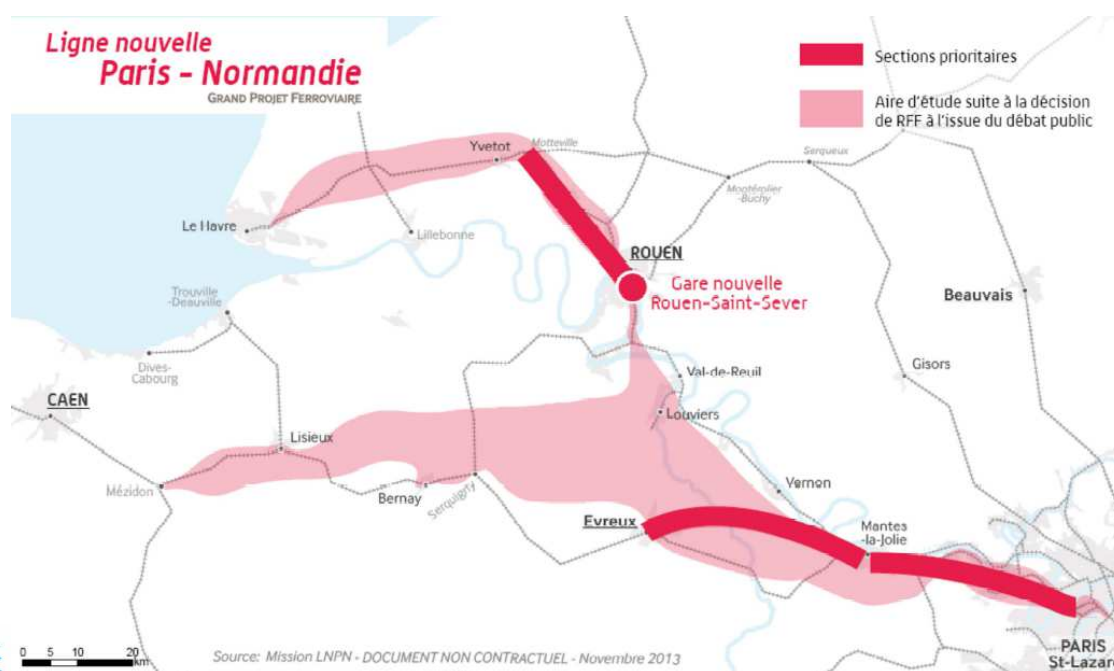 Ligne nouvelle
Paris - Normandie
GRAND PROJET FERROVIAIRE
Sections prioritaires
Aire d'étude suite à la décision
de RFF à l'issue du débat public
Yvetot
Motteville
Serqueux
Montérolier
-Buchy
Le Havre
Lillebonne
ROUEN
Gare nouvelle
Rouen-Saint-Sever
Beauvais
Trouville
-Deauville
Dives-
Cabourg
Val-de-Reuil
Gisors
CAEN
Louviers
Lisieux
Mézidon
Bernay
Serquigny
Vernon
Evreux
Mantes
-la-Jolie
PARIS
St-Lazar
0 5 10 20
km
Source: Mission LNPN - DOCUMENT NON CONTRACTUEL - Novembre 2013